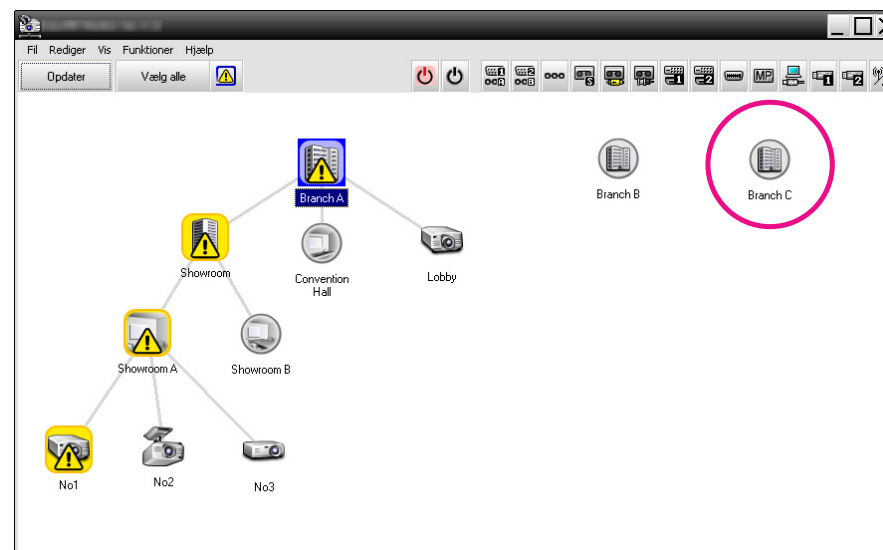 Fil Rediger Vis Funktioner Hjælp
Opdater Vælg alle
MP
Branch A
Branch B
Branch C
Showroom
Convention
Hall
Lobby
Showroom A
Showroom B
No1
No2
No3